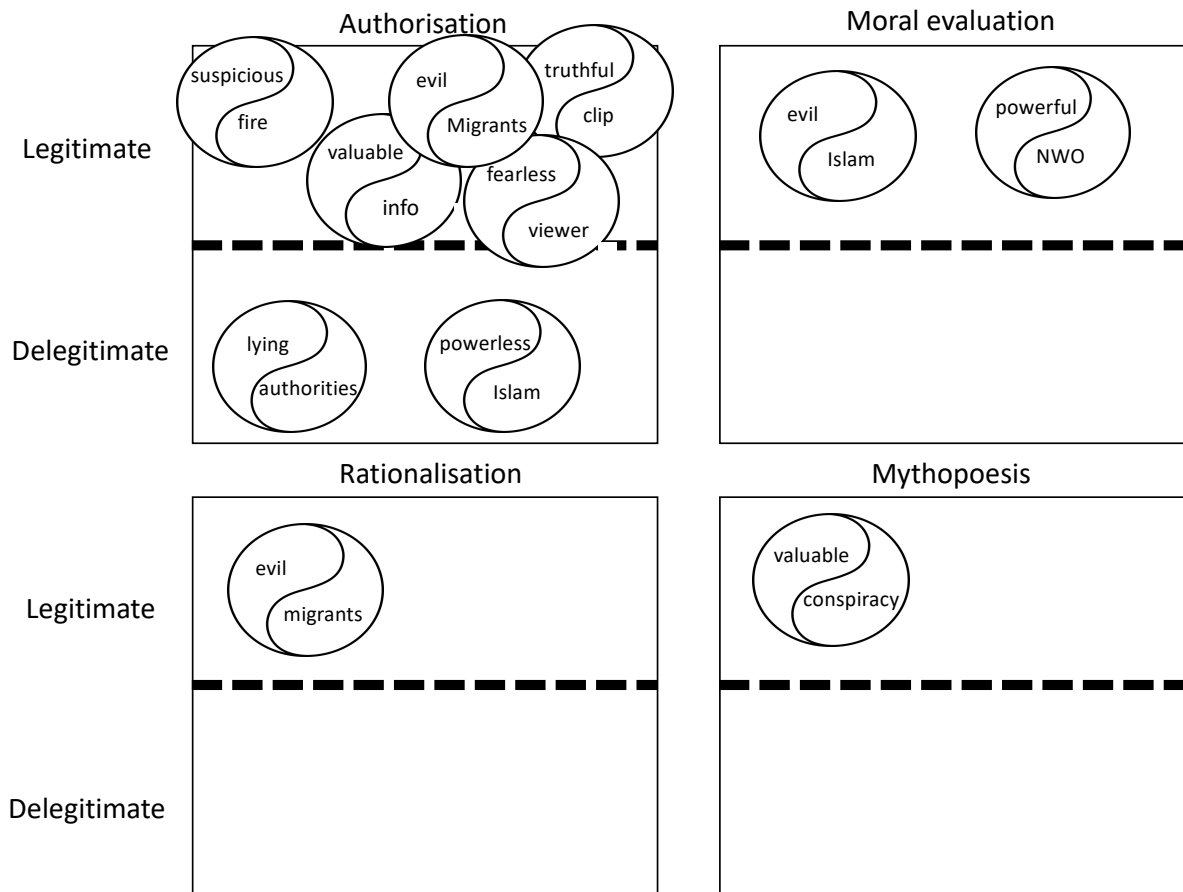 Authorisation
Moral evaluation
Legitimate
suspicious
fire
evil
Migrants
truthful
clip
valuable
info
fearless
viewer
evil
Islam
powerful
NWO
Delegitimate
lying
authorities
powerless
Islam
Rationalisation
Mythopoesis
Legitimate
evil
migrants
valuable
conspiracy
Delegitimate